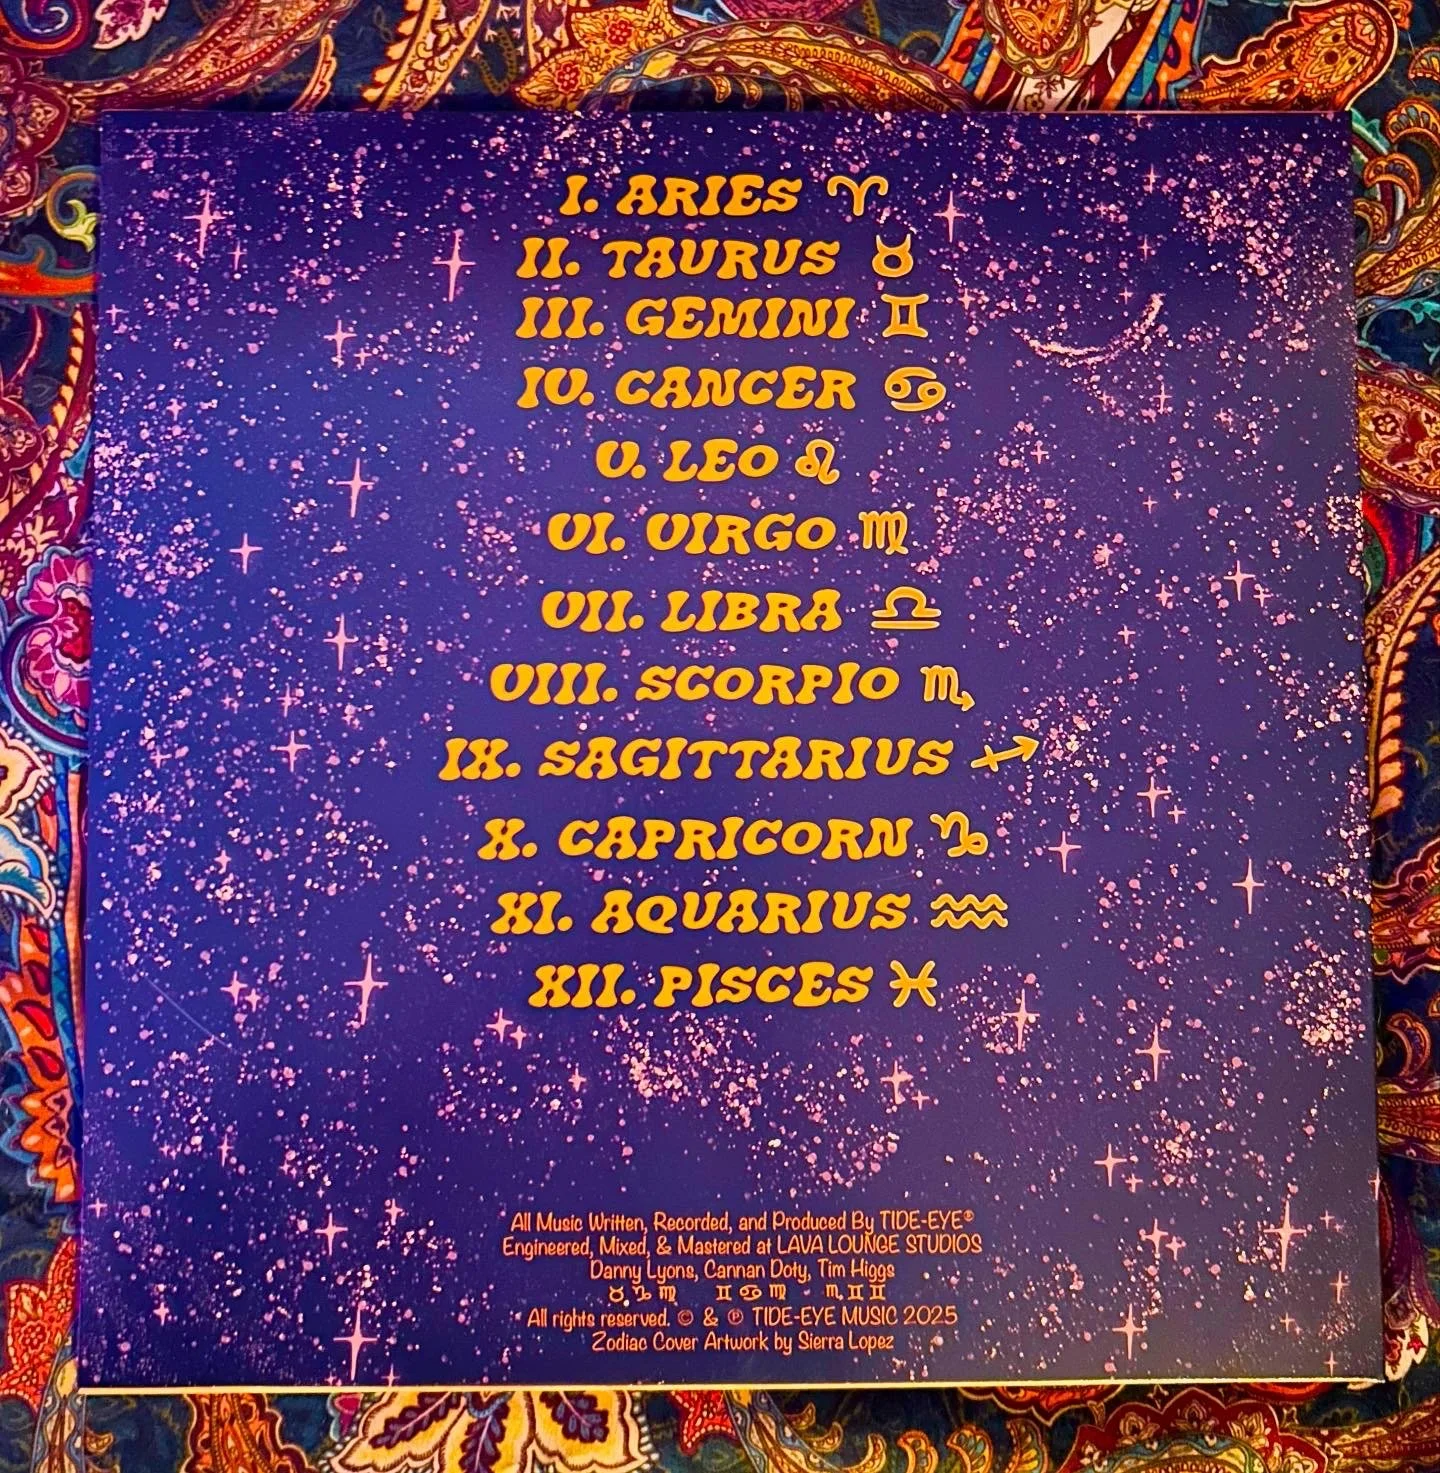 I. ARIES ♈︎
II. TAURUS ♉︎
III. GEMINI ♊︎
IV. CANCER ♋︎
V. LEO ♌︎
VI. VIRGO ♍︎
VII. LIBRA ♎︎
VIII. SCORPIO ♏︎
IX. SAGITTARIUS ♐︎
X. CAPRICORN ♑︎
XI. AQUARIUS ♒︎
XII. PISCES ♓︎
All Music Written, Recorded, and Produced By TIDE-EYE®
Engineered, Mixed, & Mastered at LAVA LOUNGE STUDIOS
Danny Lyons, Cannan Doty, Tim Higgs
♉︎ ♑︎ ♍︎ ♊︎ ♋︎ ♍︎ ♏︎ ♊︎ ♊︎
All rights reserved. © & ℗ TIDE-EYE MUSIC 2025
Zodiac Cover Artwork by Sierra Lopez